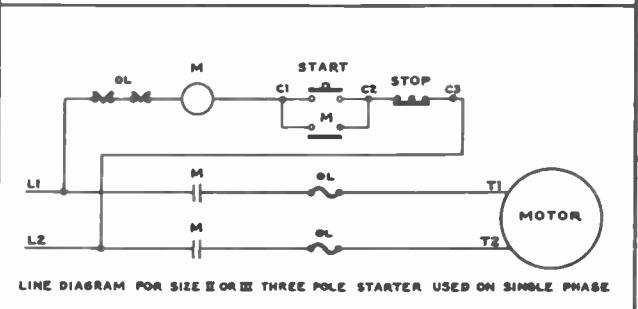 START
M
OL
C1
C2
STOP
C3
M
L1
M
OL
T1
MOTOR
L2
M
OL
T2
LINE DIAGRAM FOR SIZE II OR III THREE POLE STARTER USED ON SINGLE PHASE